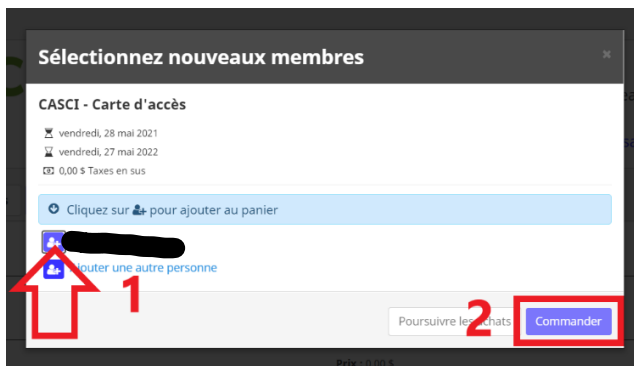 Sélectionnez nouveaux membres ×
CASCI - Carte d'accès
vendredi, 28 mai 2021
vendredi, 27 mai 2022
0,00 $ Taxes en sus
Cliquez sur pour ajouter au panier
Ajouter une autre personne
1
Poursuivre les achats
2
Commander
Prix : 0,00 $